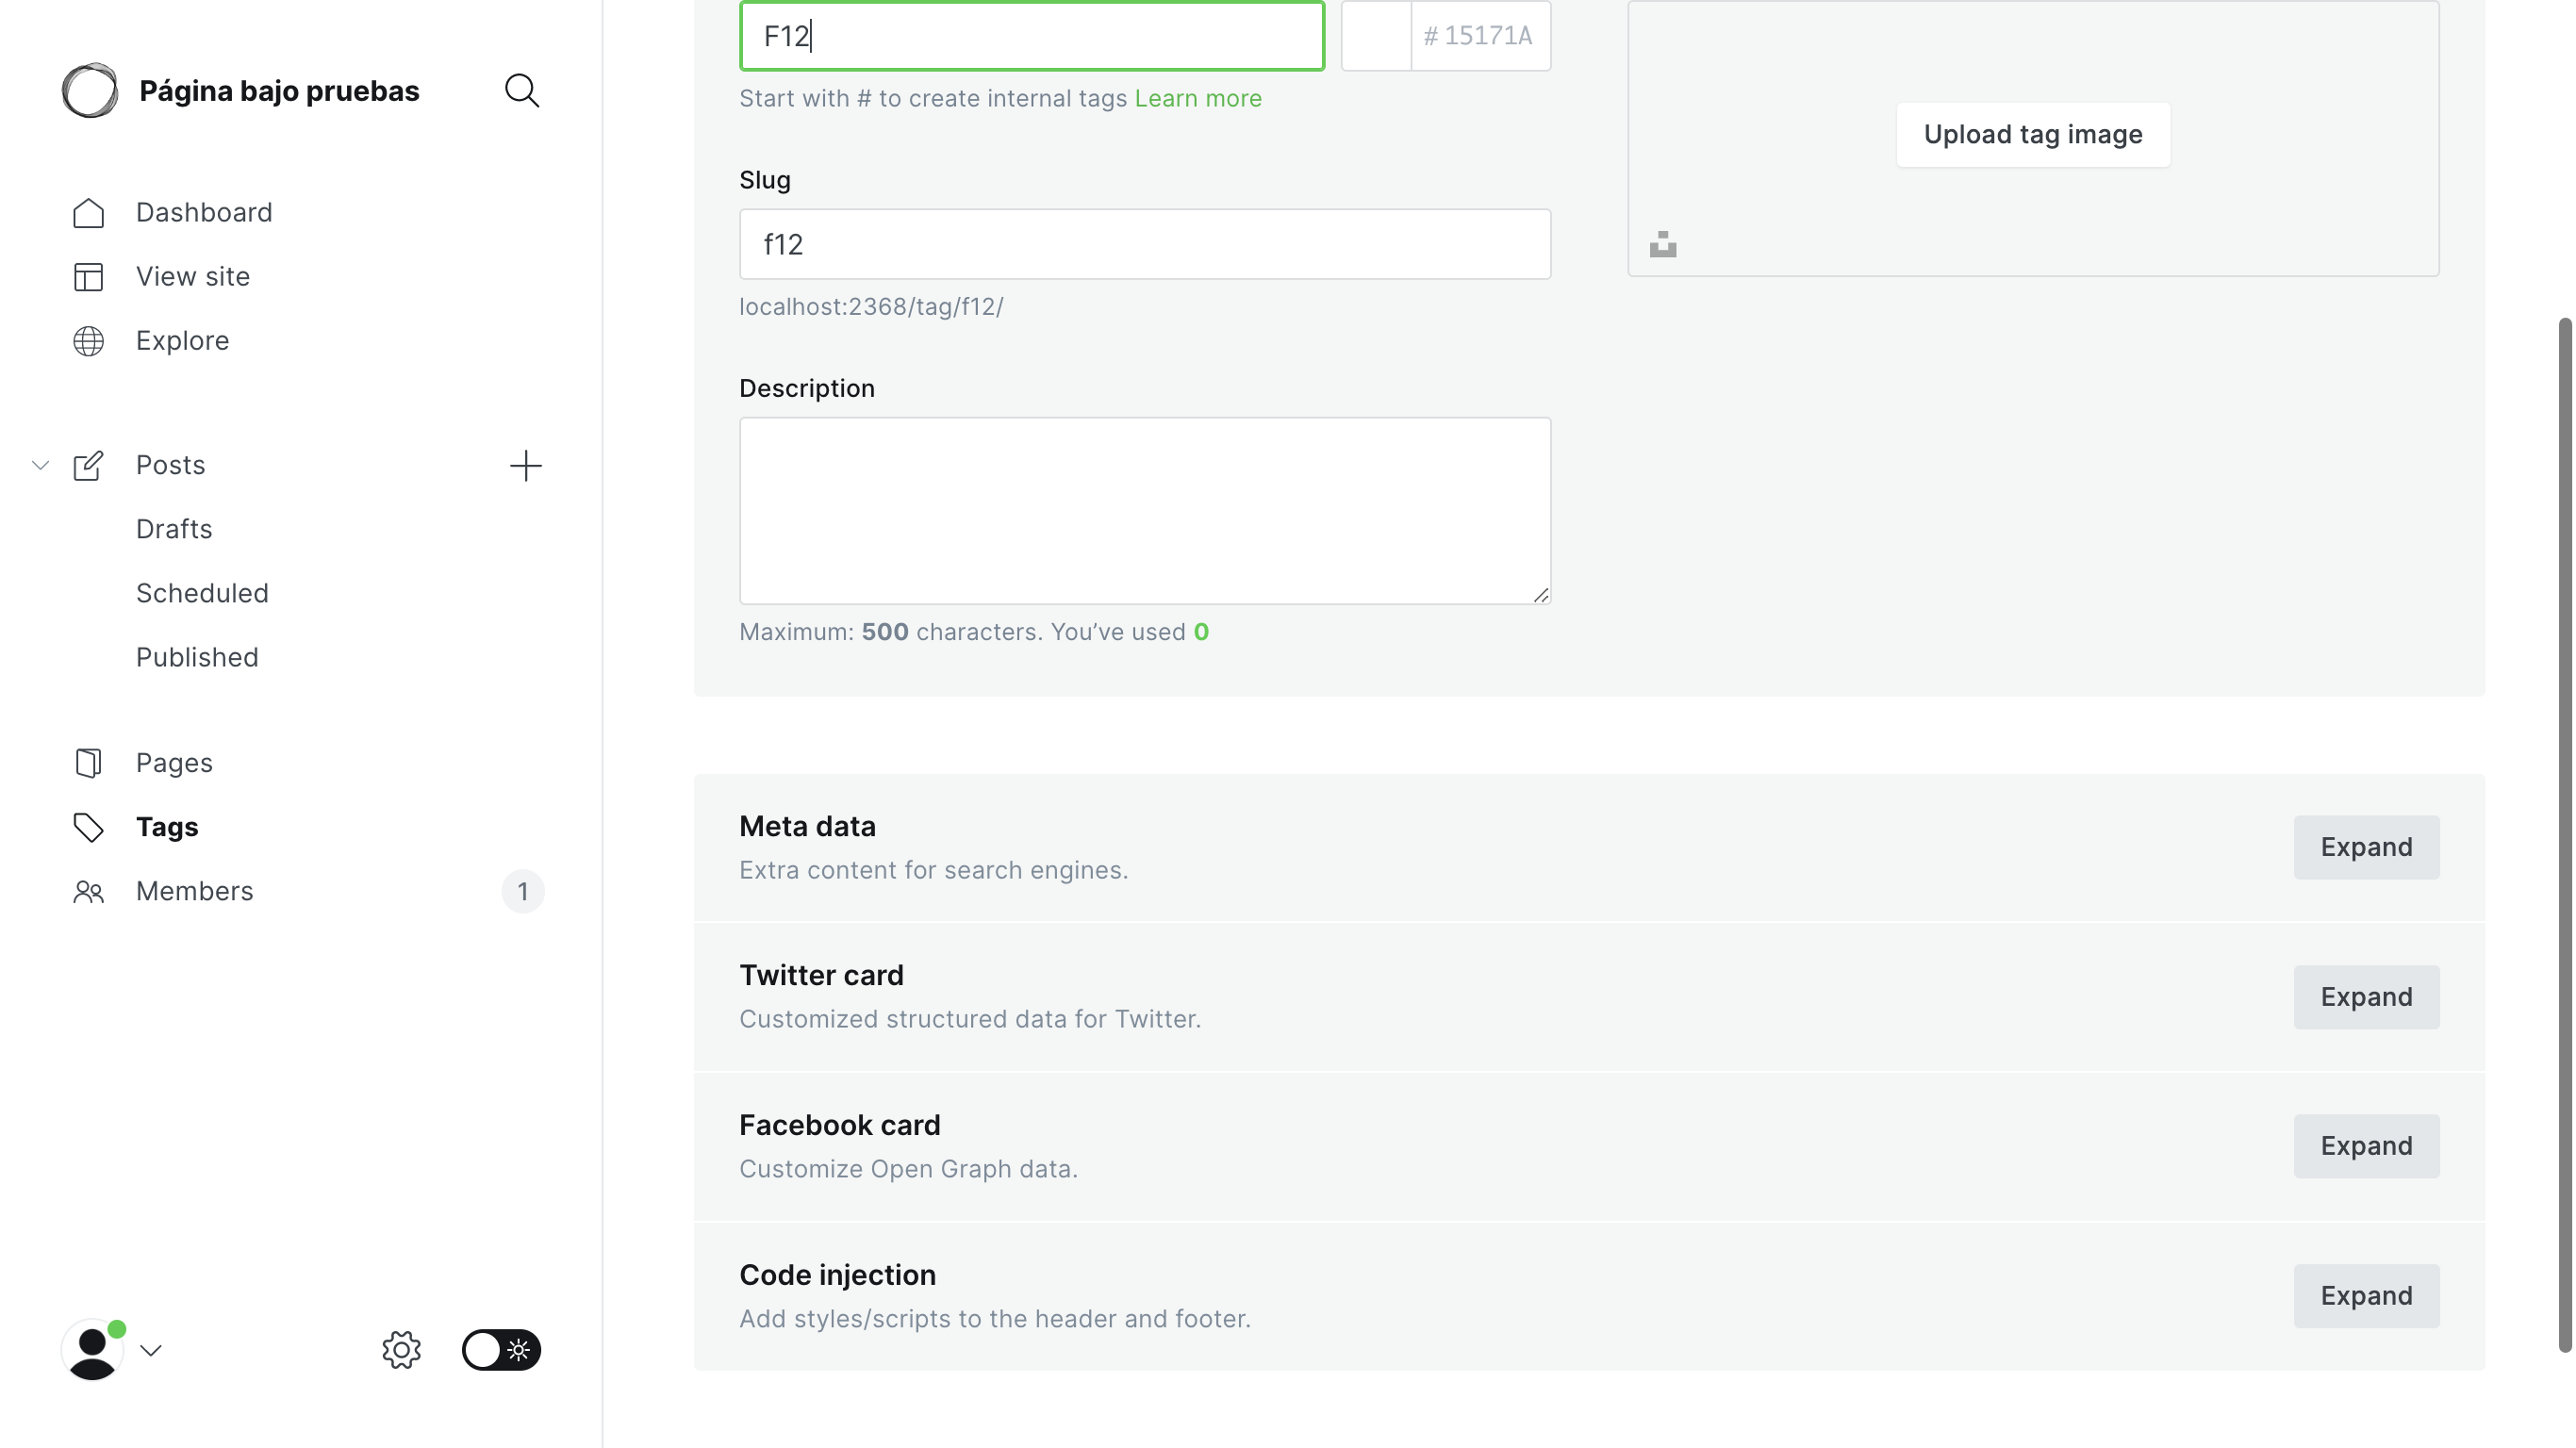 Página bajo pruebas
Dashboard
View site
Explore
Posts
Drafts
Scheduled
Published
Pages
Tags
Members
1
F12
# 15171A
Start with # to create internal tags Learn more
Slug
f12
localhost:2368/tag/f12/
Description
Maximum: 500 characters. You’ve used 0
Upload tag image
Meta data
Extra content for search engines.
Expand
Twitter card
Customized structured data for Twitter.
Expand
Facebook card
Customize Open Graph data.
Expand
Code injection
Add styles/scripts to the header and footer.
Expand